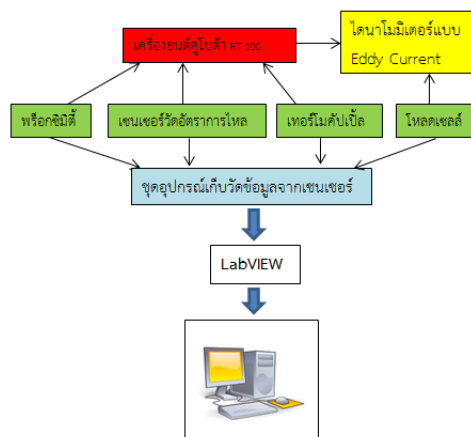 เครื่องยนต์คูโบต้า RT 100
ไดนาโมมิเตอร์แบบ
Eddy Current
พร็อกซิมิตี้
เซนเซอร์วัดอัตราการไหล
เทอร์โมคัปเปิ้ล
โหลดเซลล์
ชุดอุปกรณ์เก็บวัดข้อมูลจากเซนเซอร์
LabVIEW